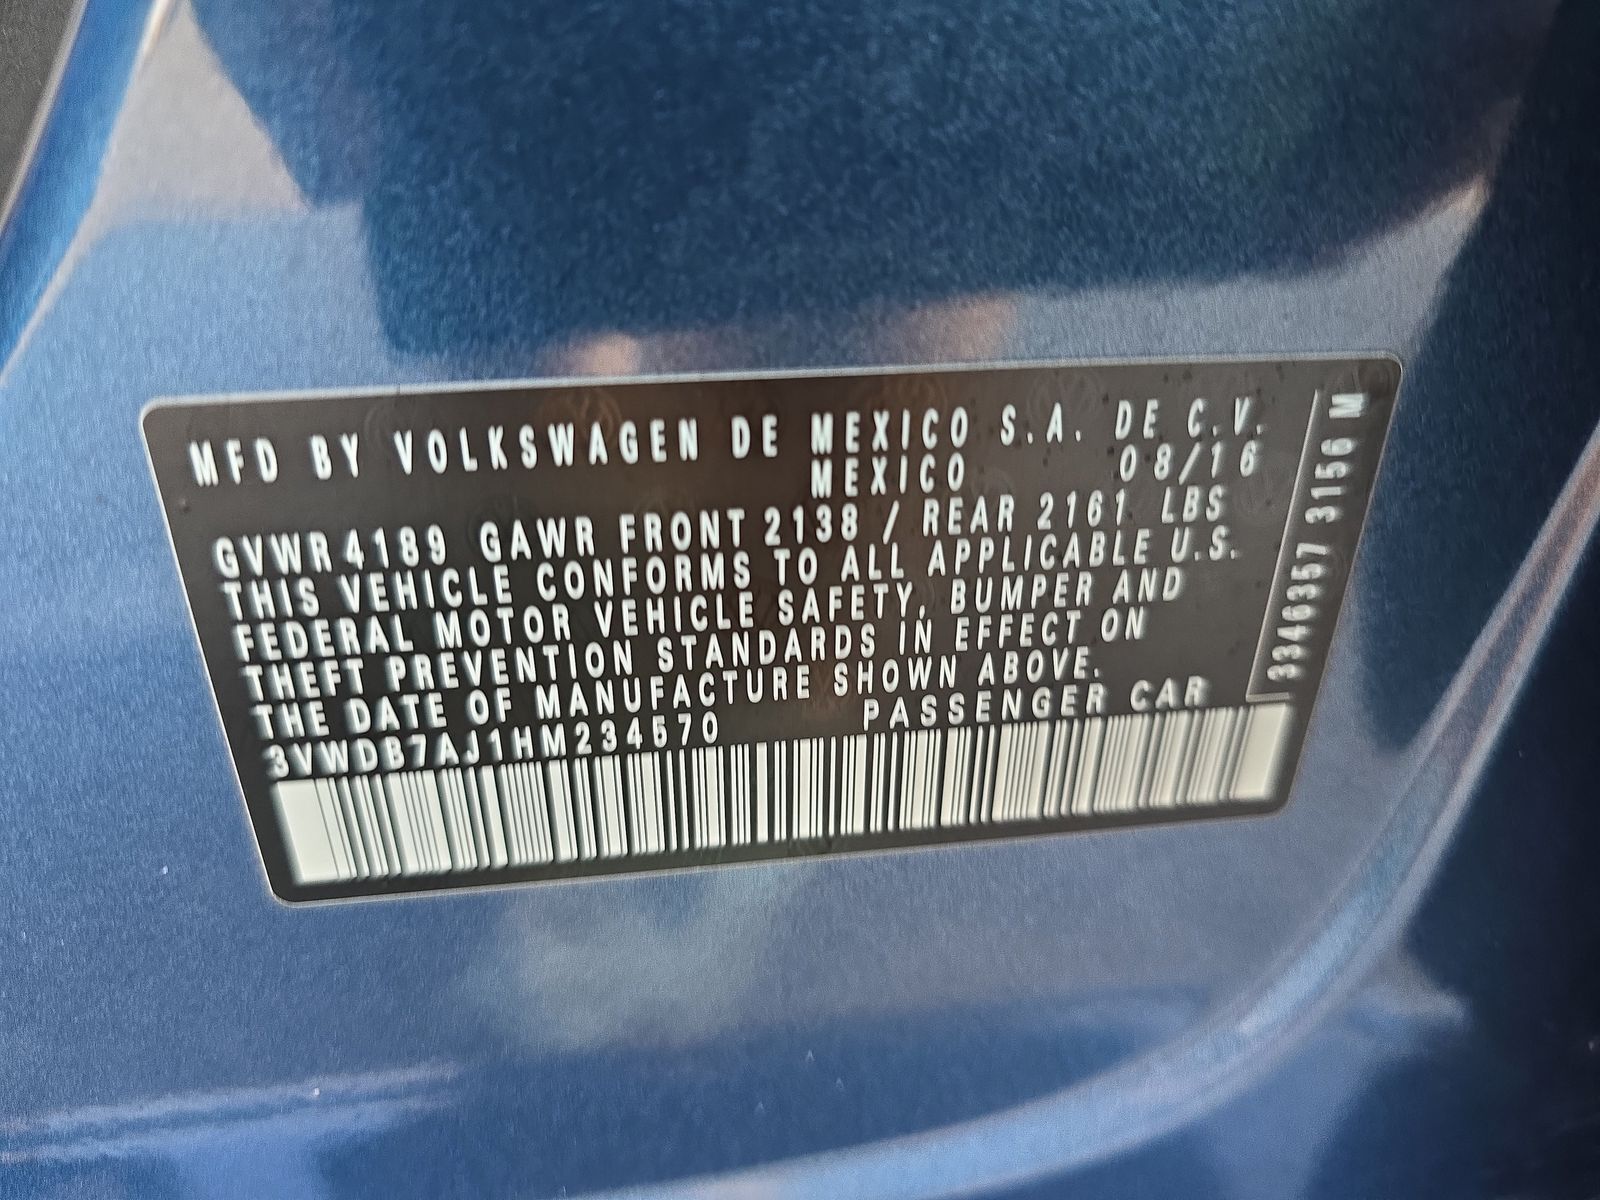 MFD BY VOLKSWAGEN DE MEXICO S.A. DE C.V.
MEXICO 08/16
GVWR 4189 GAWR FRONT 2138 / REAR 2161 LBS
THIS VEHICLE CONFORMS TO ALL APPLICABLE U.S.
FEDERAL MOTOR VEHICLE SAFETY, BUMPER AND
THEFT PREVENTION STANDARDS IN EFFECT ON
THE DATE OF MANUFACTURE SHOWN ABOVE.
3VWDB7AJ1HM234570 PASSENGER CAR
3346357 3156 M